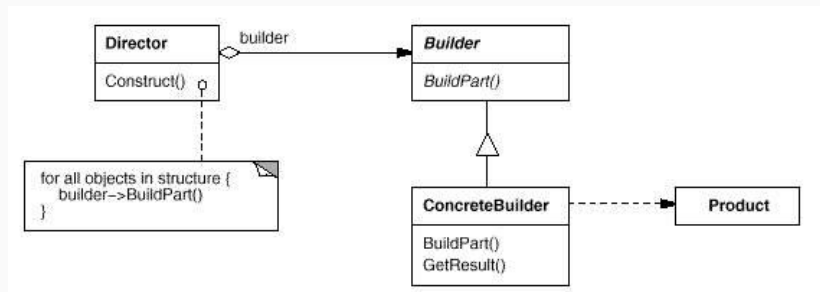 Director
Construct()
builder
Builder
BuildPart()
for all objects in structure {
builder->BuildPart()
}
ConcreteBuilder
BuildPart()
GetResult()
Product